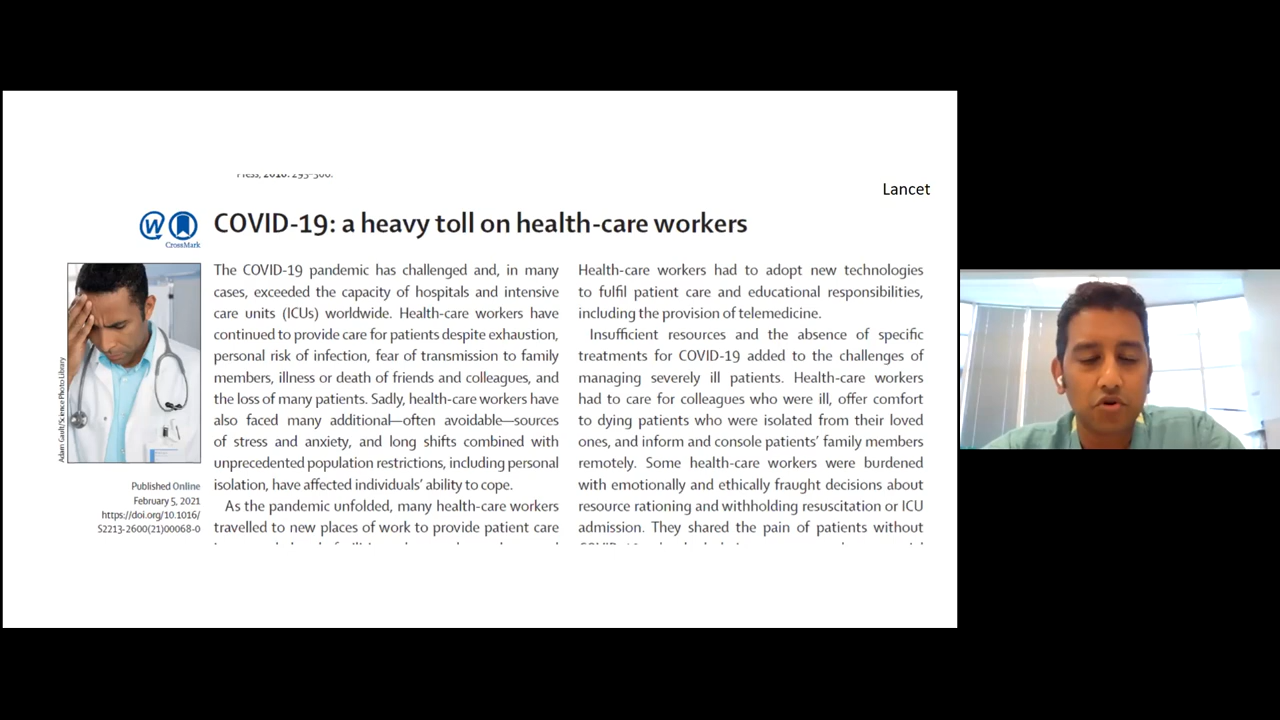 Press, 2010: 293–300.
Lancet
COVID-19: a heavy toll on health-care workers
CrossMark
The COVID-19 pandemic has challenged and, in many
cases, exceeded the capacity of hospitals and intensive
care units (ICUs) worldwide. Health-care workers have
continued to provide care for patients despite exhaustion,
personal risk of infection, fear of transmission to family
members, illness or death of friends and colleagues, and
the loss of many patients. Sadly, health-care workers have
also faced many additional—often avoidable—sources
of stress and anxiety, and long shifts combined with
unprecedented population restrictions, including personal
isolation, have affected individuals’ ability to cope.
As the pandemic unfolded, many health-care workers
travelled to new places of work to provide patient care
Health-care workers had to adopt new technologies
to fulfil patient care and educational responsibilities,
including the provision of telemedicine.
Insufficient resources and the absence of specific
treatments for COVID-19 added to the challenges of
managing severely ill patients. Health-care workers
had to care for colleagues who were ill, offer comfort
to dying patients who were isolated from their loved
ones, and inform and console patients’ family members
remotely. Some health-care workers were burdened
with emotionally and ethically fraught decisions about
resource rationing and withholding resuscitation or ICU
admission. They shared the pain of patients without
Adam Gault/Science Photo Library
Published Online
February 5, 2021
https://doi.org/10.1016/
S2213-2600(21)00068-0